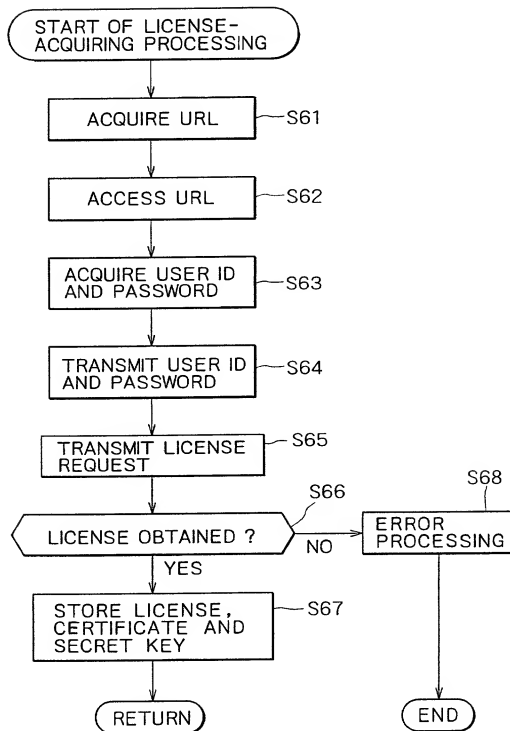 START OF LICENSE-
ACQUIRING PROCESSING
ACQUIRE URL
S61
ACCESS URL
S62
ACQUIRE USER ID
AND PASSWORD
S63
TRANSMIT USER ID
AND PASSWORD
S64
TRANSMIT LICENSE
REQUEST
S65
LICENSE OBTAINED ?
S66
NO
YES
ERROR
PROCESSING
S68
STORE LICENSE,
CERTIFICATE AND
SECRET KEY
S67
RETURN
END